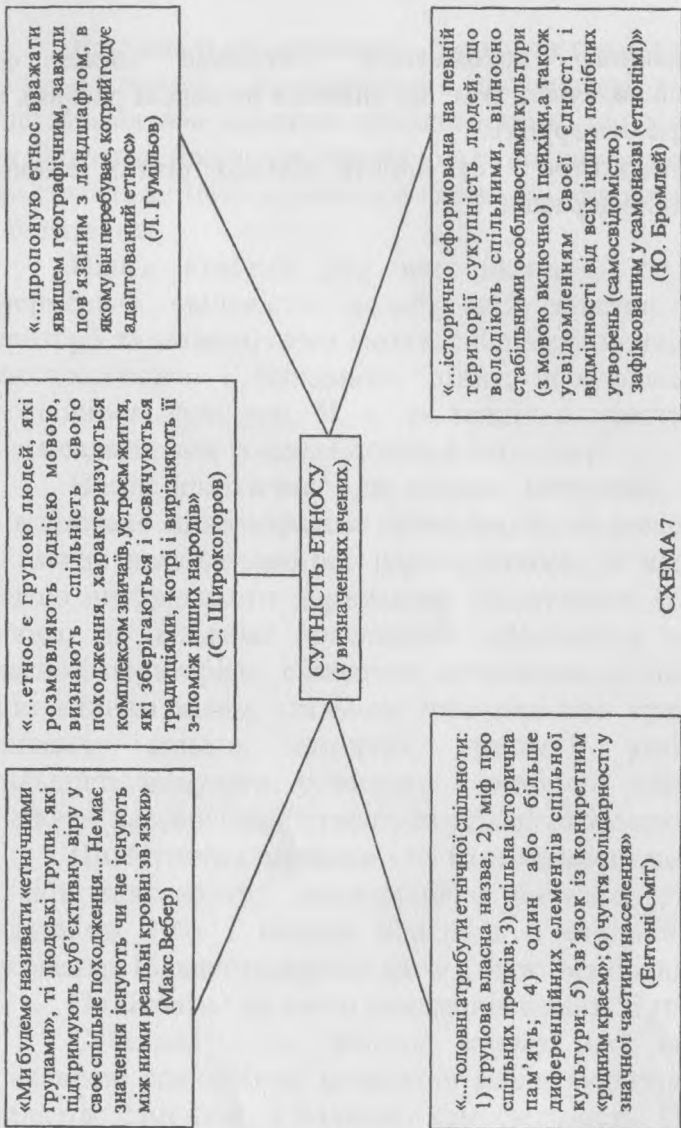 «Ми будемо називати «етнічними
групами», ті людські групи, які
підтримують суб'єктивну віру у
своє спільне походження... Не має
значення існують чи не існують
між ними реальні кровні зв'язки»
(Макс Вебер)
«... етнос є групою людей, які
розмовляють однією мовою,
визнають спільність свого
походження, характеризуються
комплексом звичаїв, устроєм життя,
які зберігаються і освячуються
традиціями, котрі вирізняють її
з-поміж інших народів»
(С. Широкогоров)
«...пропоную етнос вважати
явищем географічним, завжди
пов'язаним з ландшафтом, в
якому він перебуває, котрий годує
адаптований етнос»
(Л. Гумільов)
СУТНІСТЬ ЕТНОСУ
(у визначеннях вчених)
«...головні атрибути етнічної спільноти:
1) групова власна назва; 2) міф про
спільних предків; 3) спільна історична
пам'ять; 4) один або більше
диференційних елементів спільної
культури; 5) зв'язок із конкретним
«рідним краєм»; 6) чуття солідарності у
значної частини населення»
(Ентоні Сміт)
«історично сформовані на певній
території сукупність людей, що
володіють спільними, відносно
стабільними особливостями культури
(з мовою включно) і психіки, а також
усвідомленням своєї єдності і
відмінності від всіх інших подібних
утворень (самосвідомістю),
зафіксованим у самоназві (етнонімі)»
(Ю. Бромлей)
СХЕМА 7